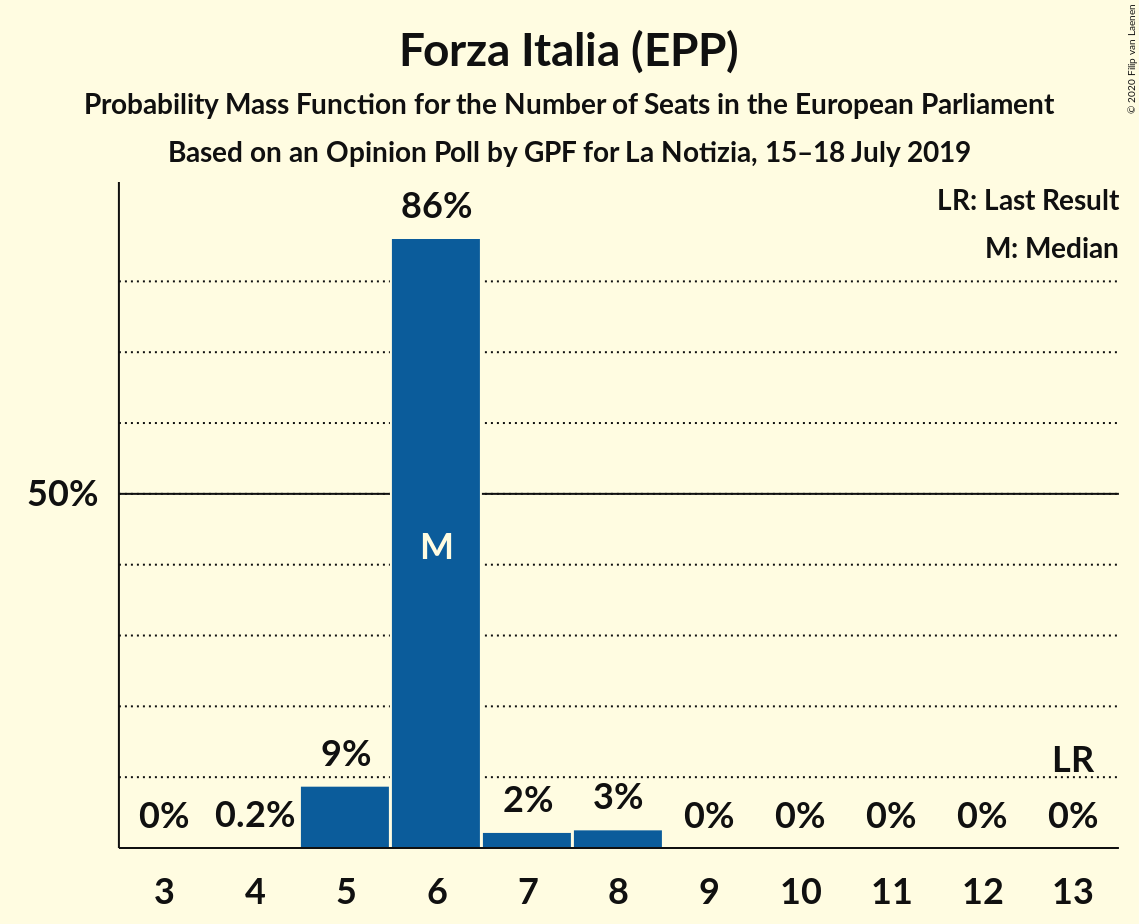 Forza Italia (EPP)
Probability Mass Function for the Number of Seats in the European Parliament
Based on an Opinion Poll by GPF for La Notizia, 15–18 July 2019
© 2020 Filip van Laenen
LR: Last Result
M: Median
86%
50%
M
9%
LR
0%
0.2%
2%
3%
0%
0%
0%
0%
0%
3
4
5
6
7
8
9
10
11
12
13